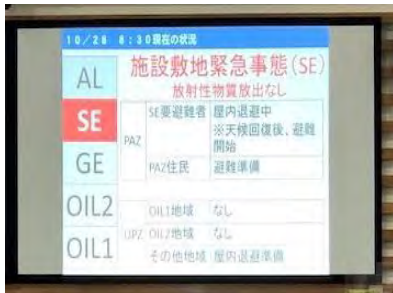 10/28 8:30現在の状況
AL
SE
GE
OIL2
OIL1
施設敷地緊急事態(SE)
放射性物質放出なし
PAZ
SE要避難者 屋内退避中
※天候回復後、避難
開始
PAZ住民 避難準備
UPZ
OIL1地域 なし
OIL2地域 なし
その他地域 屋内退避準備